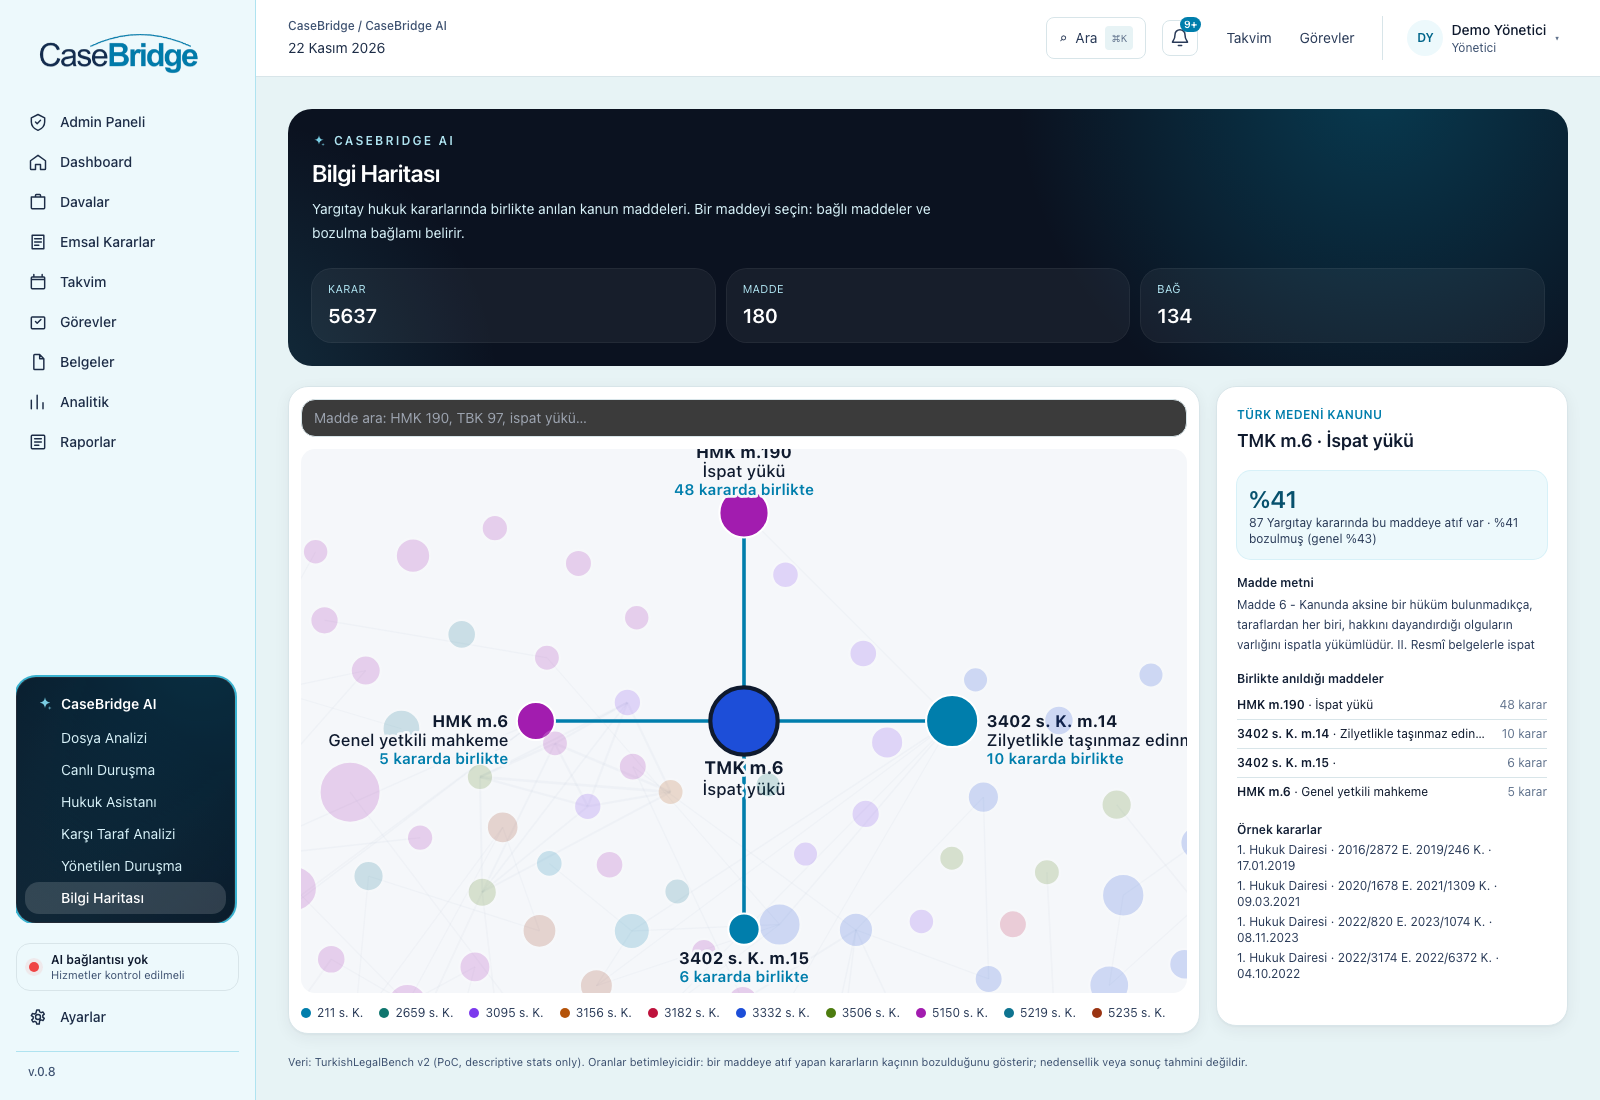 CaseBridge
Admin Paneli
Dashboard
Davalar
Emsal Kararlar
Takvim
Görevler
Belgeler
Analitik
Raporlar
CaseBridge AI
Dosya Analizi
Canlı Duruşma
Hukuk Asistanı
Karşı Taraf Analizi
Yönetilen Duruşma
Bilgi Haritası
AI bağlantısı yok
Hizmetler kontrol edilmeli
Ayarlar
v.0.8
CaseBridge / CaseBridge AI
22 Kasım 2026
Ara ⌘K
9+
Takvim
Görevler
DY
Demo Yönetici
Yönetici
CASEBRIDGE AI
Bilgi Haritası
Yargıtay hukuk kararlarında birlikte anılan kanun maddeleri. Bir maddeyi seçin: bağlı maddeler ve
bozulma bağlamı belirir.
KARAR
5637
MADDE
180
BAĞ
134
Madde ara: HMK 190, TBK 97, ispat yükü...
HMK m.190
İspat yükü
48 kararda birlikte
HMK m.6
Genel yetkili mahkeme
5 kararda birlikte
TMK m.6
İspat yükü
3402 s. K. m.14
Zilyetlikle taşınmaz edinm
10 kararda birlikte
3402 s. K. m.15
6 kararda birlikte
211 s. K.
2659 s. K.
3095 s. K.
3156 s. K.
3182 s. K.
3332 s. K.
3506 s. K.
5150 s. K.
5219 s. K.
5235 s. K.
TÜRK MEDENİ KANUNU
TMK m.6 · İspat yükü
%41
87 Yargıtay kararında bu maddeye atıf var · %41
bozulmuş (genel %43)
Madde metni
Madde 6 - Kanunda aksine bir hüküm bulunmadıkça,
taraflardan her biri, hakkını dayandırdığı olguların
varlığını ispatla yükümlüdür. II. Resmî belgelerle ispat
Birlikte anıldığı maddeler
HMK m.190 · İspat yükü 48 karar
3402 s. K. m.14 · Zilyetlikle taşınmaz edin... 10 karar
3402 s. K. m.15 · 6 karar
HMK m.6 · Genel yetkili mahkeme 5 karar
Örnek kararlar
1. Hukuk Dairesi · 2016/2872 E. 2019/246 K. ·
17.01.2019
1. Hukuk Dairesi · 2020/1678 E. 2021/1309 K. ·
09.03.2021
1. Hukuk Dairesi · 2022/820 E. 2023/1074 K. ·
08.11.2023
1. Hukuk Dairesi · 2022/3174 E. 2022/6372 K. ·
04.10.2022
Veri: TurkishLegalBench v2 (PoC, descriptive stats only). Oranlar betimleyicidir: bir maddeye atıf yapan kararların kaçının bozulduğunu gösterir; nedensellik veya sonuç tahmini değildir.